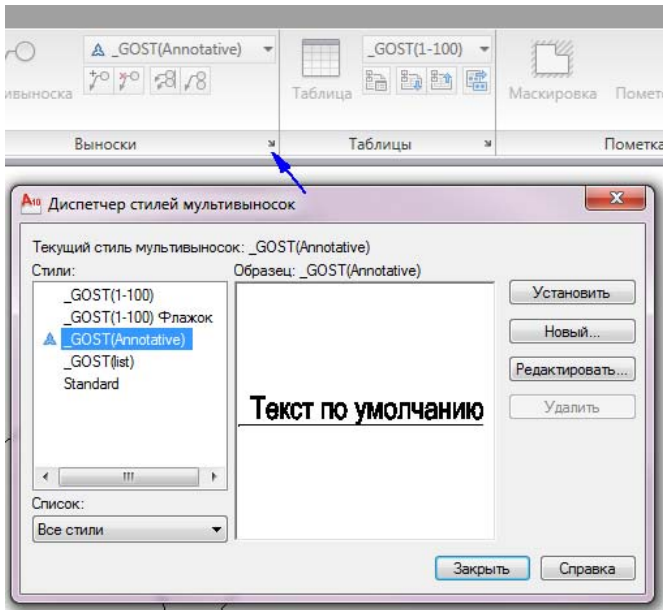 _GOST(Annotative)
_GOST(1-100)
ивыноска
Таблица
Маскировка
Выноски
Таблицы
Пометка
A10 Диспетчер стилей мультивыносок
Текущий стиль мультивыносок: _GOST(Annotative)
Стили:
Образец: _GOST(Annotative)
_GOST(1-100)
_GOST(1-100) Флажок
_GOST(Annotative)
_GOST(list)
Standard
Текст по умолчанию
Установить
Новый...
Редактировать...
Удалить
Список:
Все стили
Закрыть
Справка